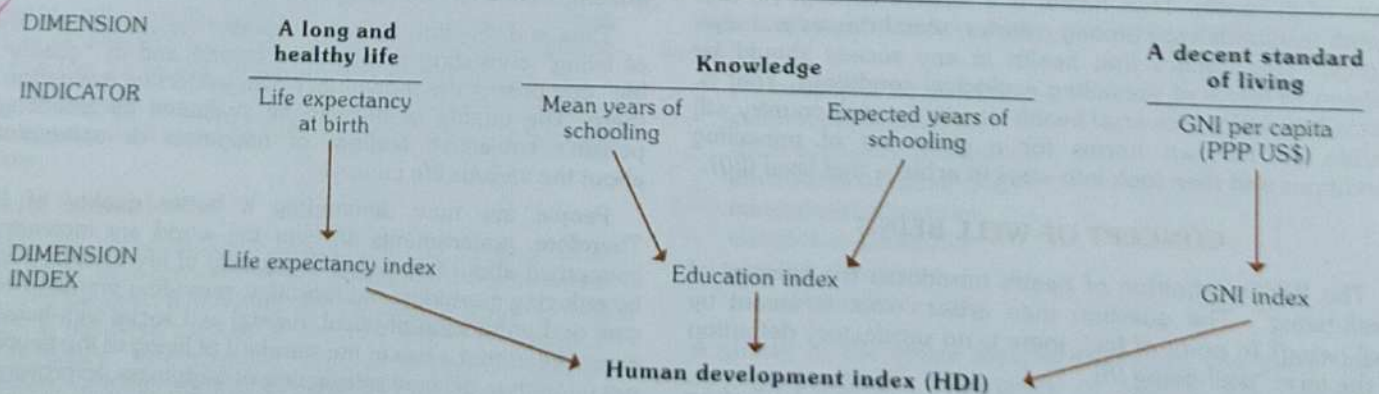 DIMENSION
A long and
healthy life
Knowledge
A decent standard
of living
INDICATOR
Life expectancy
at birth
Mean years of
schooling
Expected years of
schooling
GNI per capita
(PPP US$)
DIMENSION
INDEX
Life expectancy index
Education index
GNI index
Human development index (HDI)